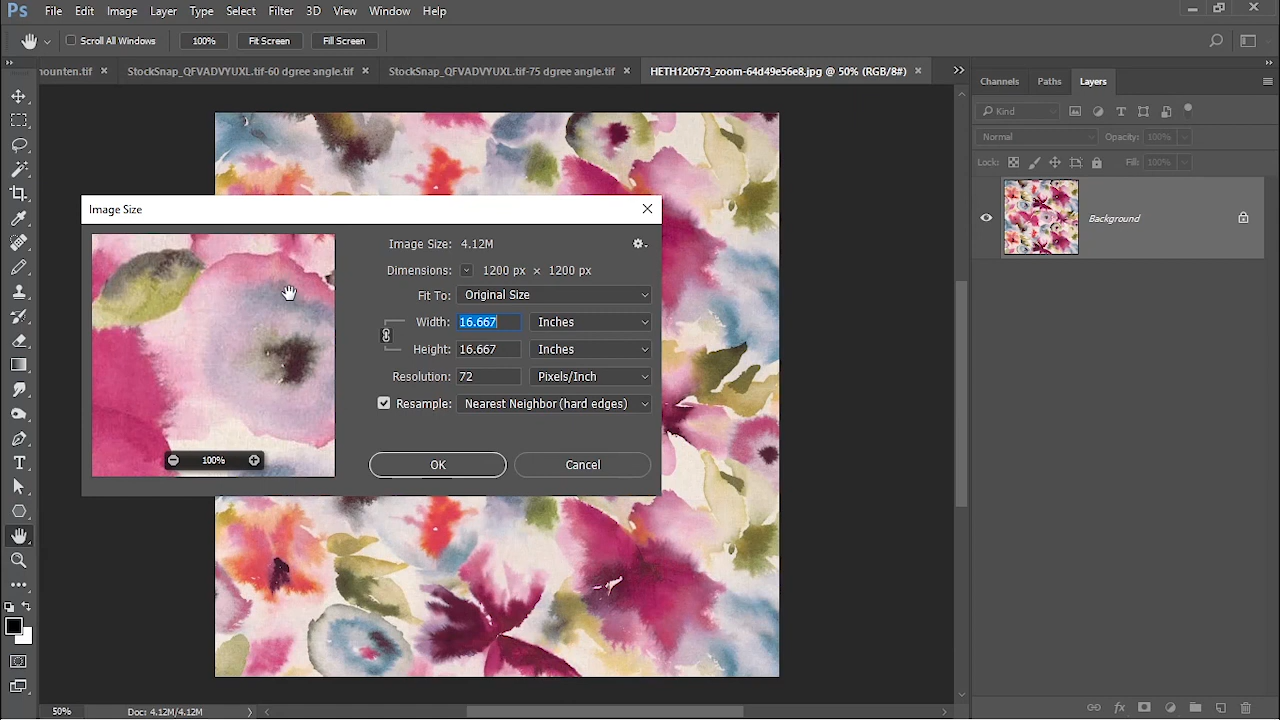 Ps File Edit Image Layer Type Select Filter 3D View Window Help
Scroll All Windows 100% Fit Screen Fill Screen
mounten.tif StockSnap_QFVADVYUXL.tif-60 dgree angle.tif StockSnap_QFVADVYUXL.tif-75 dgree angle.tif HETH120573_zoom-64d49e56e8.jpg @ 50% (RGB/8#)
Channels Paths Layers
Kind
Normal Opacity: 100%
Lock: Fill: 100%
Background
Image Size
Image Size: 4.12M
Dimensions: 1200 px × 1200 px
Fit To: Original Size
Width: 16.667 Inches
Height: 16.667 Inches
Resolution: 72 Pixels/Inch
Resample: Nearest Neighbor (hard edges)
100%
OK Cancel
50% Doc: 4.12M/4.12M